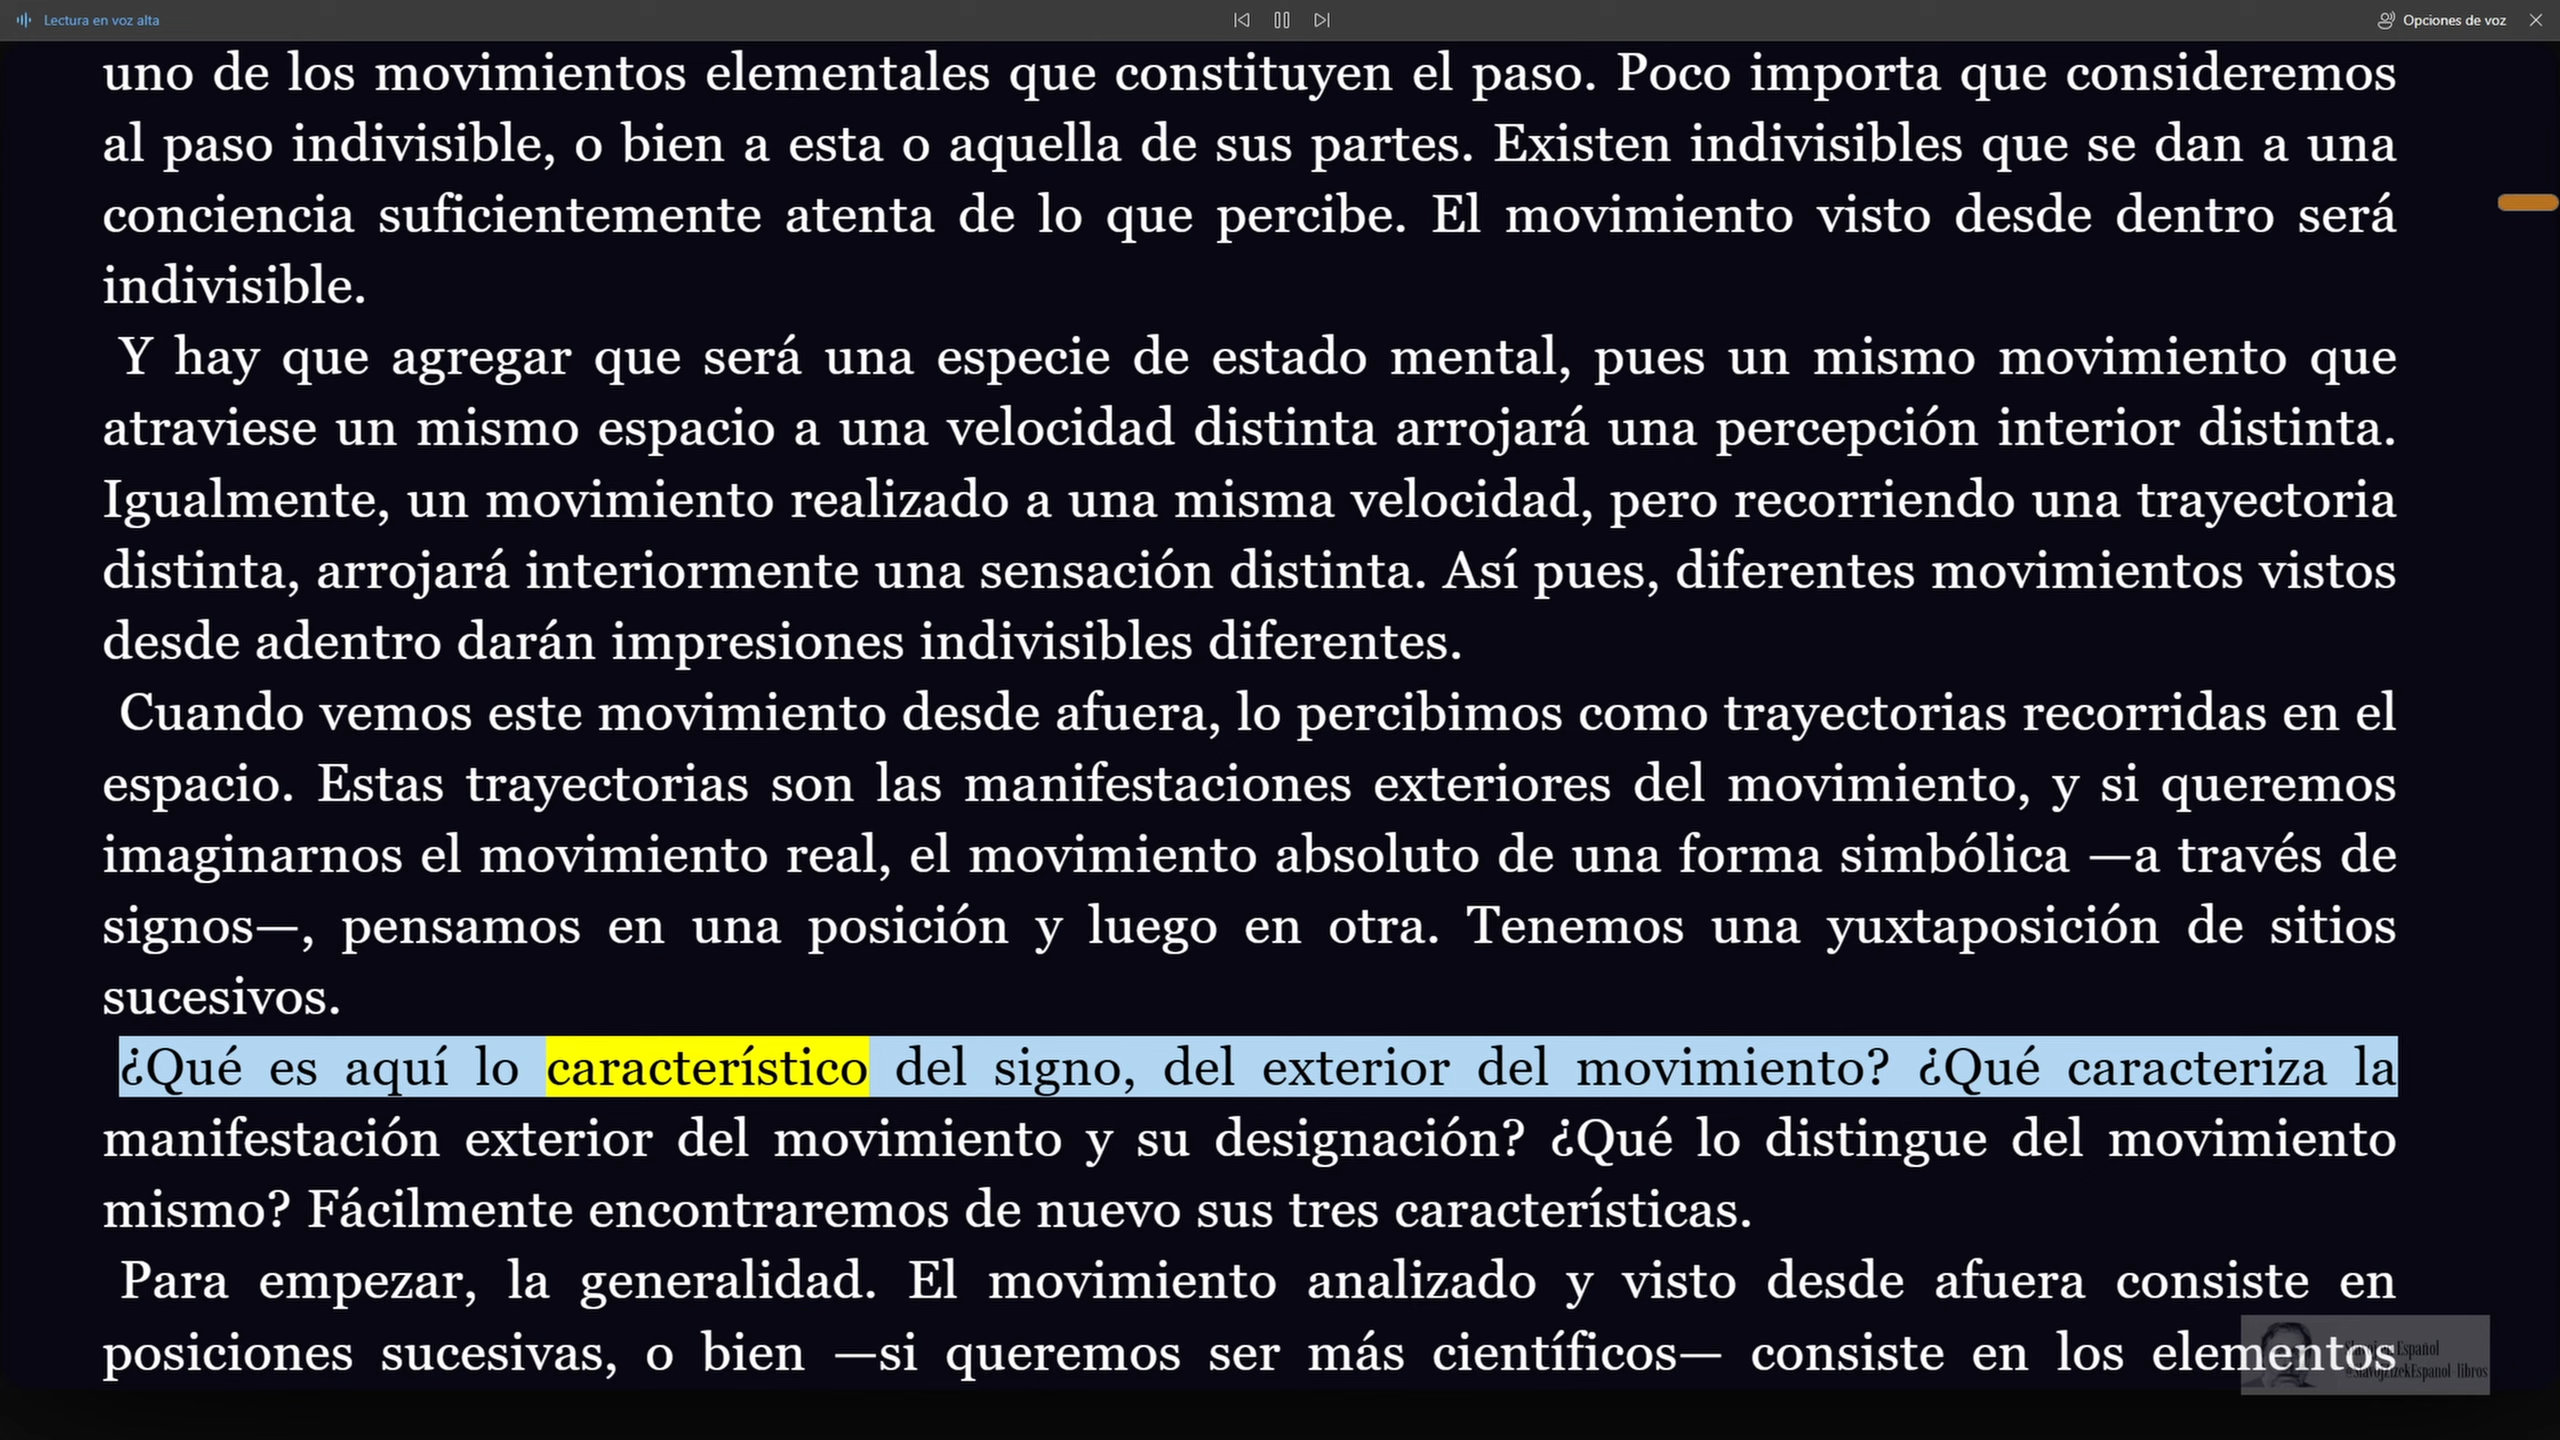 Lectura en voz alta
Opciones de voz
uno de los movimientos elementales que constituyen el paso. Poco importa que consideremos
al paso indivisible, o bien a esta o aquella de sus partes. Existen indivisibles que se dan a una
conciencia suficientemente atenta de lo que percibe. El movimiento visto desde dentro será
indivisible.
Y hay que agregar que será una especie de estado mental, pues un mismo movimiento que
atraviese un mismo espacio a una velocidad distinta arrojará una percepción interior distinta.
Igualmente, un movimiento realizado a una misma velocidad, pero recorriendo una trayectoria
distinta, arrojará interiormente una sensación distinta. Así pues, diferentes movimientos vistos
desde adentro darán impresiones indivisibles diferentes.
Cuando vemos este movimiento desde afuera, lo percibimos como trayectorias recorridas en el
espacio. Estas trayectorias son las manifestaciones exteriores del movimiento, y si queremos
imaginarnos el movimiento real, el movimiento absoluto de una forma simbólica —a través de
signos—, pensamos en una posición y luego en otra. Tenemos una yuxtaposición de sitios
sucesivos.
¿Qué es aquí lo característico del signo, del exterior del movimiento? ¿Qué caracteriza la
manifestación exterior del movimiento y su designación? ¿Qué lo distingue del movimiento
mismo? Fácilmente encontraremos de nuevo sus tres características.
Para empezar, la generalidad. El movimiento analizado y visto desde afuera consiste en
posiciones sucesivas, o bien —si queremos ser más científicos— consiste en los elementos
Español